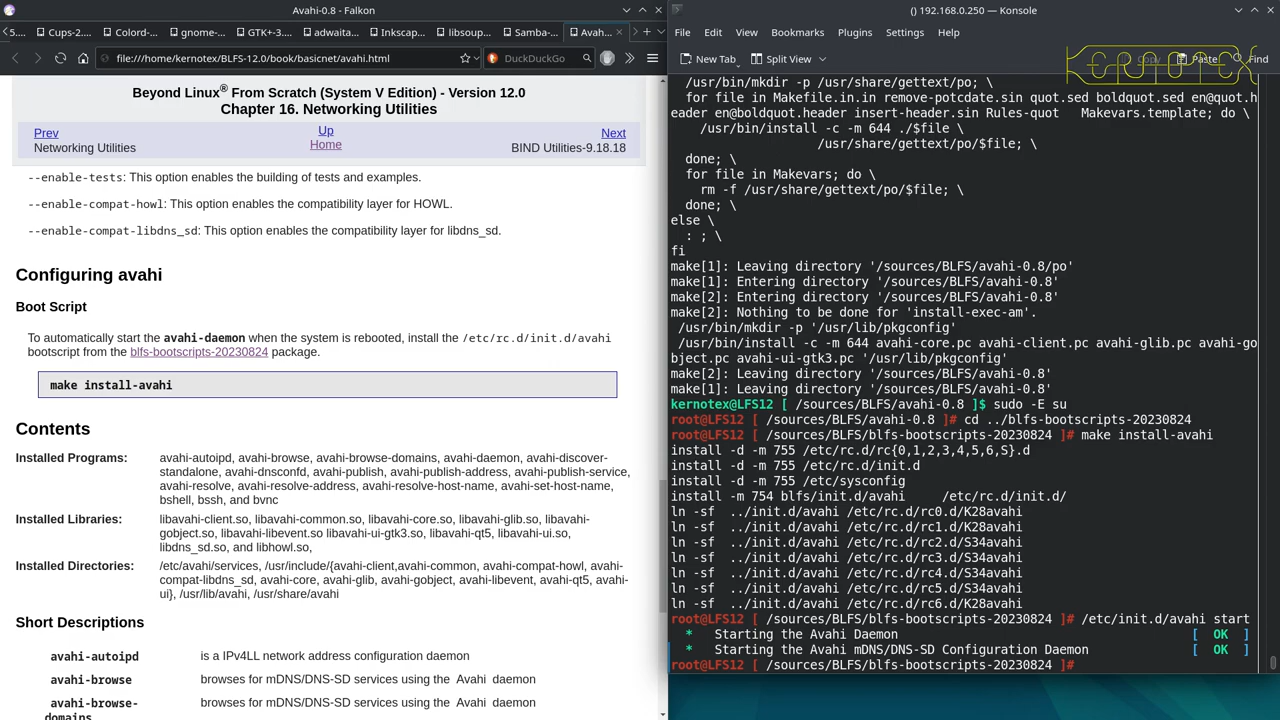 Avahi-0.8 — Falkon
5....
Cups-2....
Colord-...
gnome-...
GTK+-3....
adwaita...
Inkscap...
libsoup...
Samba-...
Avah...
file:///home/kernotex/BLFS-12.0/book/basicnet/avahi.html
DuckDuckGo
Beyond Linux® From Scratch (System V Edition) - Version 12.0
Chapter 16. Networking Utilities
Prev Up Next
Networking Utilities Home BIND Utilities-9.18.18
--enable-tests: This option enables the building of tests and examples.
--enable-compat-howl: This option enables the compatibility layer for HOWL.
--enable-compat-libdns_sd: This option enables the compatibility layer for libdns_sd.
Configuring avahi
Boot Script
To automatically start the avahi-daemon when the system is rebooted, install the /etc/rc.d/init.d/avahi
bootscript from the blfs-bootscripts-20230824 package.
make install-avahi
Contents
Installed Programs: avahi-autoipd, avahi-browse, avahi-browse-domains, avahi-daemon, avahi-discover-
standalone, avahi-dnsconfd, avahi-publish, avahi-publish-address, avahi-publish-service,
avahi-resolve, avahi-resolve-address, avahi-resolve-host-name, avahi-set-host-name,
bshell, bssh, and bvnc
Installed Libraries: libavahi-client.so, libavahi-common.so, libavahi-core.so, libavahi-glib.so, libavahi-
gobject.so, libavahi-libevent.so libavahi-ui-gtk3.so, libavahi-qt5, libavahi-ui.so,
libdns_sd.so, and libhowl.so,
Installed Directories: /etc/avahi/services, /usr/include/{avahi-client,avahi-common, avahi-compat-howl, avahi-
compat-libdns_sd, avahi-core, avahi-glib, avahi-gobject, avahi-libevent, avahi-qt5, avahi-
ui}, /usr/lib/avahi, /usr/share/avahi
Short Descriptions
avahi-autoipd is a IPv4LL network address configuration daemon
avahi-browse browses for mDNS/DNS-SD services using the Avahi daemon
avahi-browse- browses for mDNS/DNS-SD services using the Avahi daemon
domains
() 192.168.0.250 — Konsole
File Edit View Bookmarks Plugins Settings Help
New Tab Split View Copy Paste Find
KERNOTEX
/usr/bin/mkdir -p /usr/share/gettext/po; \
for file in Makefile.in.in remove-potcdate.sin quot.sed boldquot.sed en@quot.h
eader en@boldquot.header insert-header.sin Rules-quot Makevars.template; do \
/usr/bin/install -c -m 644 ./$file \
/usr/share/gettext/po/$file; \
done; \
for file in Makevars; do \
rm -f /usr/share/gettext/po/$file; \
done; \
else \
: ; \
fi
make[1]: Leaving directory '/sources/BLFS/avahi-0.8/po'
make[1]: Entering directory '/sources/BLFS/avahi-0.8'
make[2]: Entering directory '/sources/BLFS/avahi-0.8'
make[2]: Nothing to be done for 'install-exec-am'.
/usr/bin/mkdir -p '/usr/lib/pkgconfig'
/usr/bin/install -c -m 644 avahi-core.pc avahi-client.pc avahi-glib.pc avahi-go
bject.pc avahi-ui-gtk3.pc '/usr/lib/pkgconfig'
make[2]: Leaving directory '/sources/BLFS/avahi-0.8'
make[1]: Leaving directory '/sources/BLFS/avahi-0.8'
kernotex@LFS12 [ /sources/BLFS/avahi-0.8 ]$ sudo -E su
root@LFS12 [ /sources/BLFS/avahi-0.8 ]# cd ../blfs-bootscripts-20230824
root@LFS12 [ /sources/BLFS/blfs-bootscripts-20230824 ]# make install-avahi
install -d -m 755 /etc/rc.d/rc{0,1,2,3,4,5,6,S}.d
install -d -m 755 /etc/rc.d/init.d
install -d -m 755 /etc/sysconfig
install -m 754 blfs/init.d/avahi /etc/rc.d/init.d/
ln -sf ../init.d/avahi /etc/rc.d/rc0.d/K28avahi
ln -sf ../init.d/avahi /etc/rc.d/rc1.d/K28avahi
ln -sf ../init.d/avahi /etc/rc.d/rc2.d/S34avahi
ln -sf ../init.d/avahi /etc/rc.d/rc3.d/S34avahi
ln -sf ../init.d/avahi /etc/rc.d/rc4.d/S34avahi
ln -sf ../init.d/avahi /etc/rc.d/rc5.d/S34avahi
ln -sf ../init.d/avahi /etc/rc.d/rc6.d/K28avahi
root@LFS12 [ /sources/BLFS/blfs-bootscripts-20230824 ]# /etc/init.d/avahi start
* Starting the Avahi Daemon [ OK ]
* Starting the Avahi mDNS/DNS-SD Configuration Daemon [ OK ]
root@LFS12 [ /sources/BLFS/blfs-bootscripts-20230824 ]#